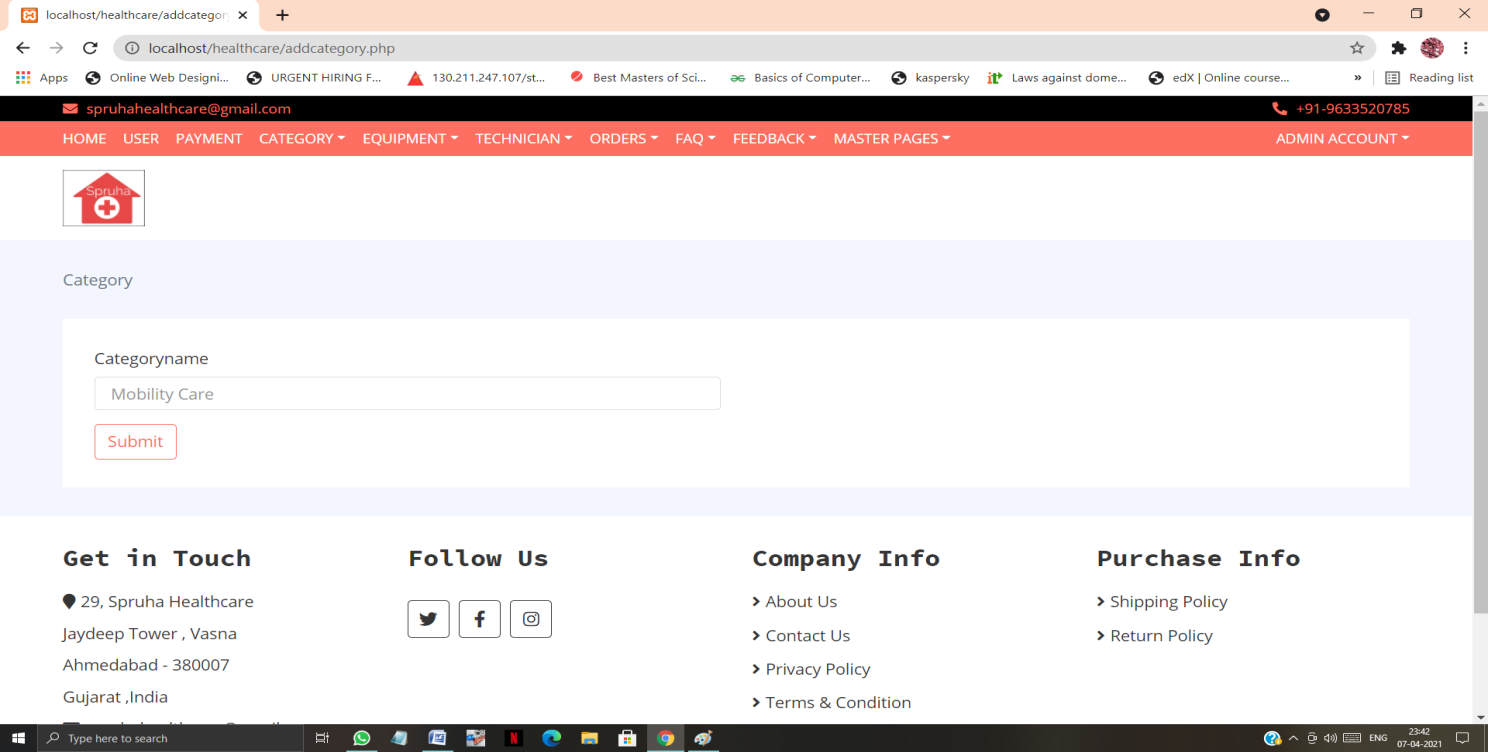 localhost/healthcare/addcategory
localhost/healthcare/addcategory.php
Apps Online Web Designi... URGENT HIRING F... 130.211.247.107/st... Best Masters of Sci... Basics of Computer... kaspersky Laws against dome... edX | Online course... » Reading list
spruhahealthcare@gmail.com +91-9633520785
HOME USER PAYMENT CATEGORY EQUIPMENT TECHNICIAN ORDERS FAQ FEEDBACK MASTER PAGES ADMIN ACCOUNT
Spruha
Category
Categoryname
Mobility Care
Submit
Get in Touch Follow Us Company Info Purchase Info
29, Spruha Healthcare > About Us > Shipping Policy
Jaydeep Tower , Vasna > Contact Us > Return Policy
Ahmedabad - 380007 > Privacy Policy
Gujarat ,India > Terms & Condition
Type here to search ENG 23:42
07-04-2021